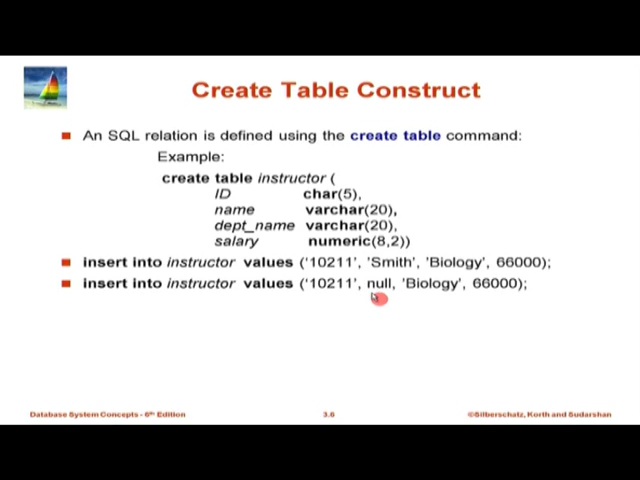 Create Table Construct
An SQL relation is defined using the create table command:
Example:
create table instructor (
ID char(5),
name varchar(20),
dept_name varchar(20),
salary numeric(8,2))
insert into instructor values ('10211', 'Smith', 'Biology', 66000);
insert into instructor values ('10211', null, 'Biology', 66000);
Database System Concepts - 6th Edition 3.6 ©Silberschatz, Korth and Sudarshan